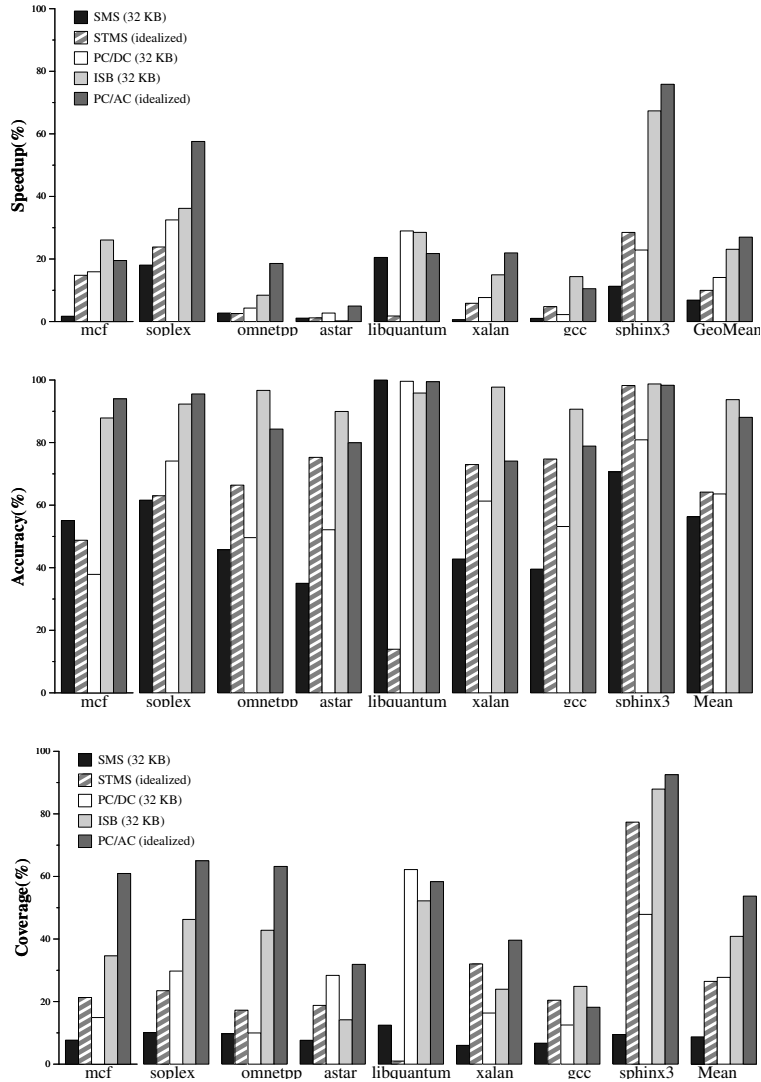 100
SMS (32 KB)
STMS (idealized)
80
PC/DC (32 KB)
ISB (32 KB)
PC/AC (idealized)
60
Speedup(%)
40
20
0
mcf soplex omnetpp astar libquantum xalan gcc sphinx3 GeoMean
100
80
60
Accuracy(%)
40
20
0
mcf soplex omnetpp astar libquantum xalan gcc sphinx3 Mean
100
SMS (32 KB)
STMS (idealized)
80
PC/DC (32 KB)
ISB (32 KB)
PC/AC (idealized)
60
Coverage(%)
40
20
0
mcf soplex omnetpp astar libquantum xalan gcc sphinx3 Mean